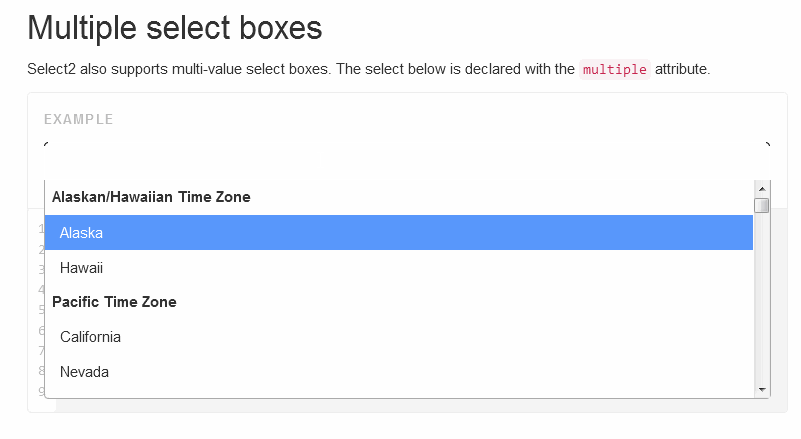 Multiple select boxes
Select2 also supports multi-value select boxes. The select below is declared with the multiple attribute.
EXAMPLE
Alaskan/Hawaiian Time Zone
1
Alaska
2
Hawaii
3
4
Pacific Time Zone
5
6
California
7
8
Nevada
9